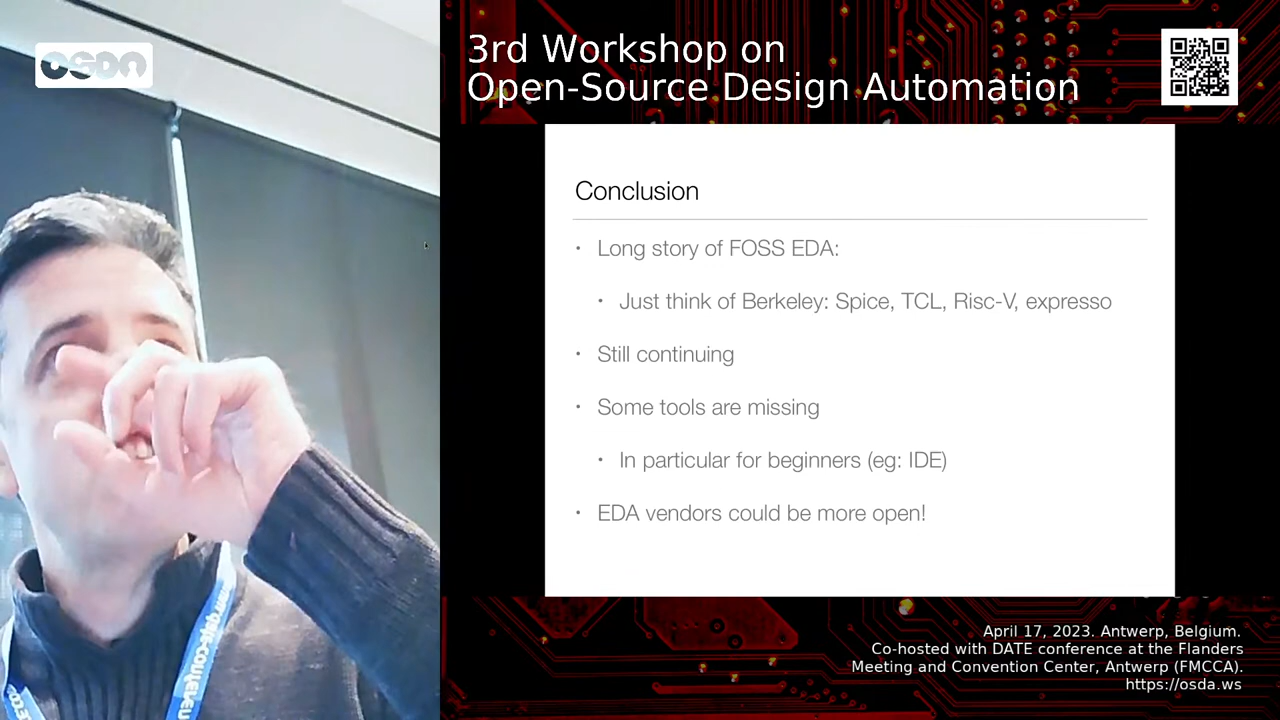 OSDA
3rd Workshop on
Open-Source Design Automation
Conclusion
• Long story of FOSS EDA:
• Just think of Berkeley: Spice, TCL, Risc-V, expresso
• Still continuing
• Some tools are missing
• In particular for beginners (eg: IDE)
• EDA vendors could be more open!
April 17, 2023. Antwerp, Belgium.
Co-hosted with DATE conference at the Flanders
Meeting and Convention Center, Antwerp (FMCCA).
https://osda.ws